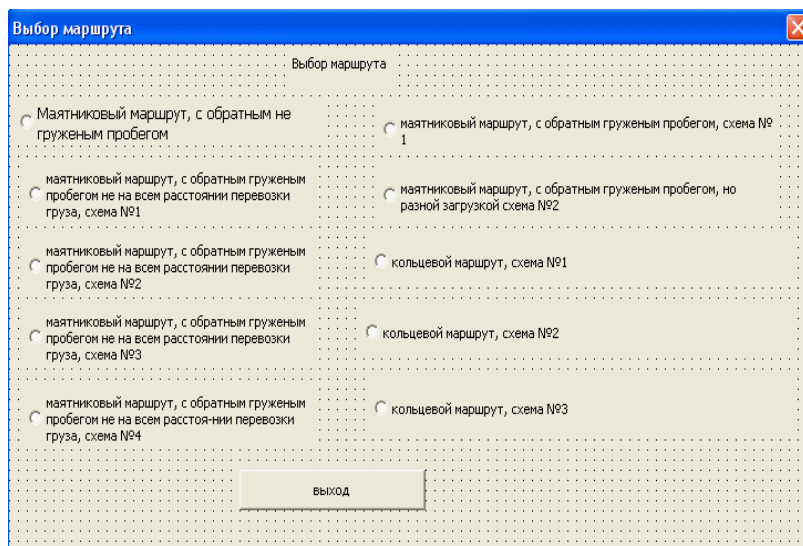 Выбор маршрута
Выбор маршрута
Маятниковый маршрут, с обратным не
груженым пробегом
маятниковый маршрут, с обратным груженым
пробегом не на всем расстоянии перевозки
груза, схема №1
маятниковый маршрут, с обратным груженым
пробегом не на всем расстоянии перевозки
груза, схема №2
маятниковый маршрут, с обратным груженым
пробегом не на всем расстоянии перевозки
груза, схема №3
маятниковый маршрут, с обратным груженым
пробегом не на всем расстоя-нии перевозки
груза, схема №4
маятниковый маршрут, с обратным груженым пробегом, схема №
1
маятниковый маршрут, с обратным груженым пробегом, но
разной загрузкой схема №2
кольцевой маршрут, схема №1
кольцевой маршрут, схема №2
кольцевой маршрут, схема №3
выход